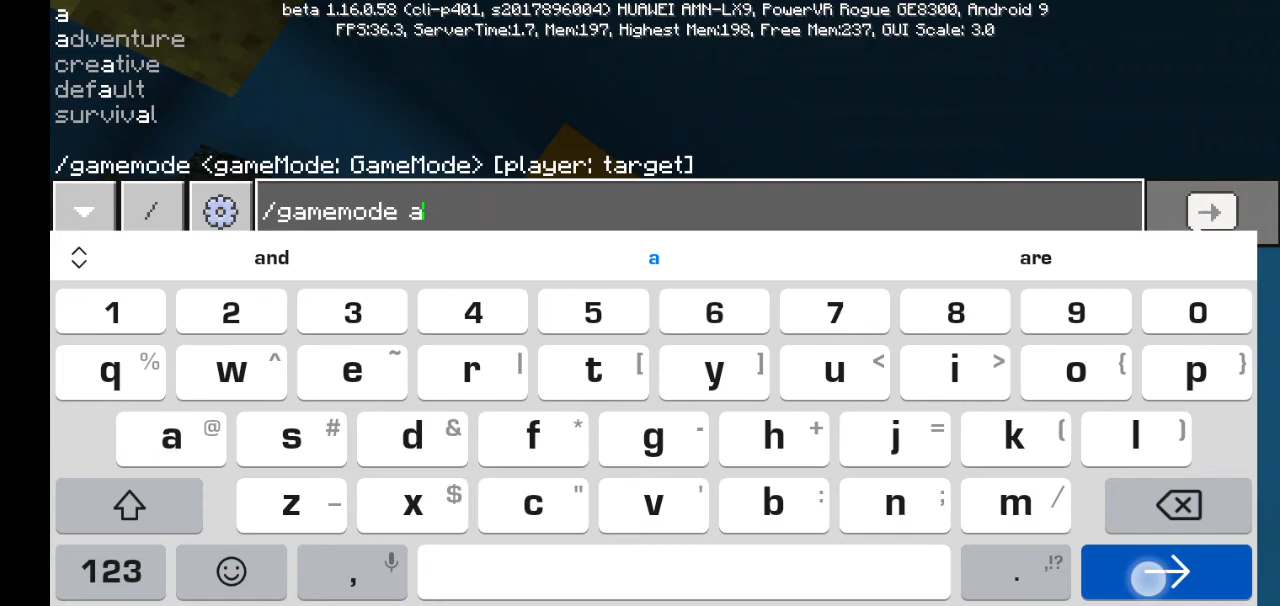 beta 1.16.0.58 (cli-p401, s2017896004) HUAWEI AMN-LX9, PowerVR Rogue GE8300, Android 9
FPS:36.3, ServerTime:1.7, Mem:197, Highest Mem:198, Free Mem:237, GUI Scale: 3.0
a
adventure
creative
default
survival
/gamemode <gameMode: GameMode> [player: target]
/ /gamemode a
and a are
1 2 3 4 5 6 7 8 9 0
q % w ^ e ~ r | t [ y ] u < i > o { p }
a @ s # d & f * g - h + j = k ( l )
z _ x $ c " v ' b : n ; m /
123 , . ,!?